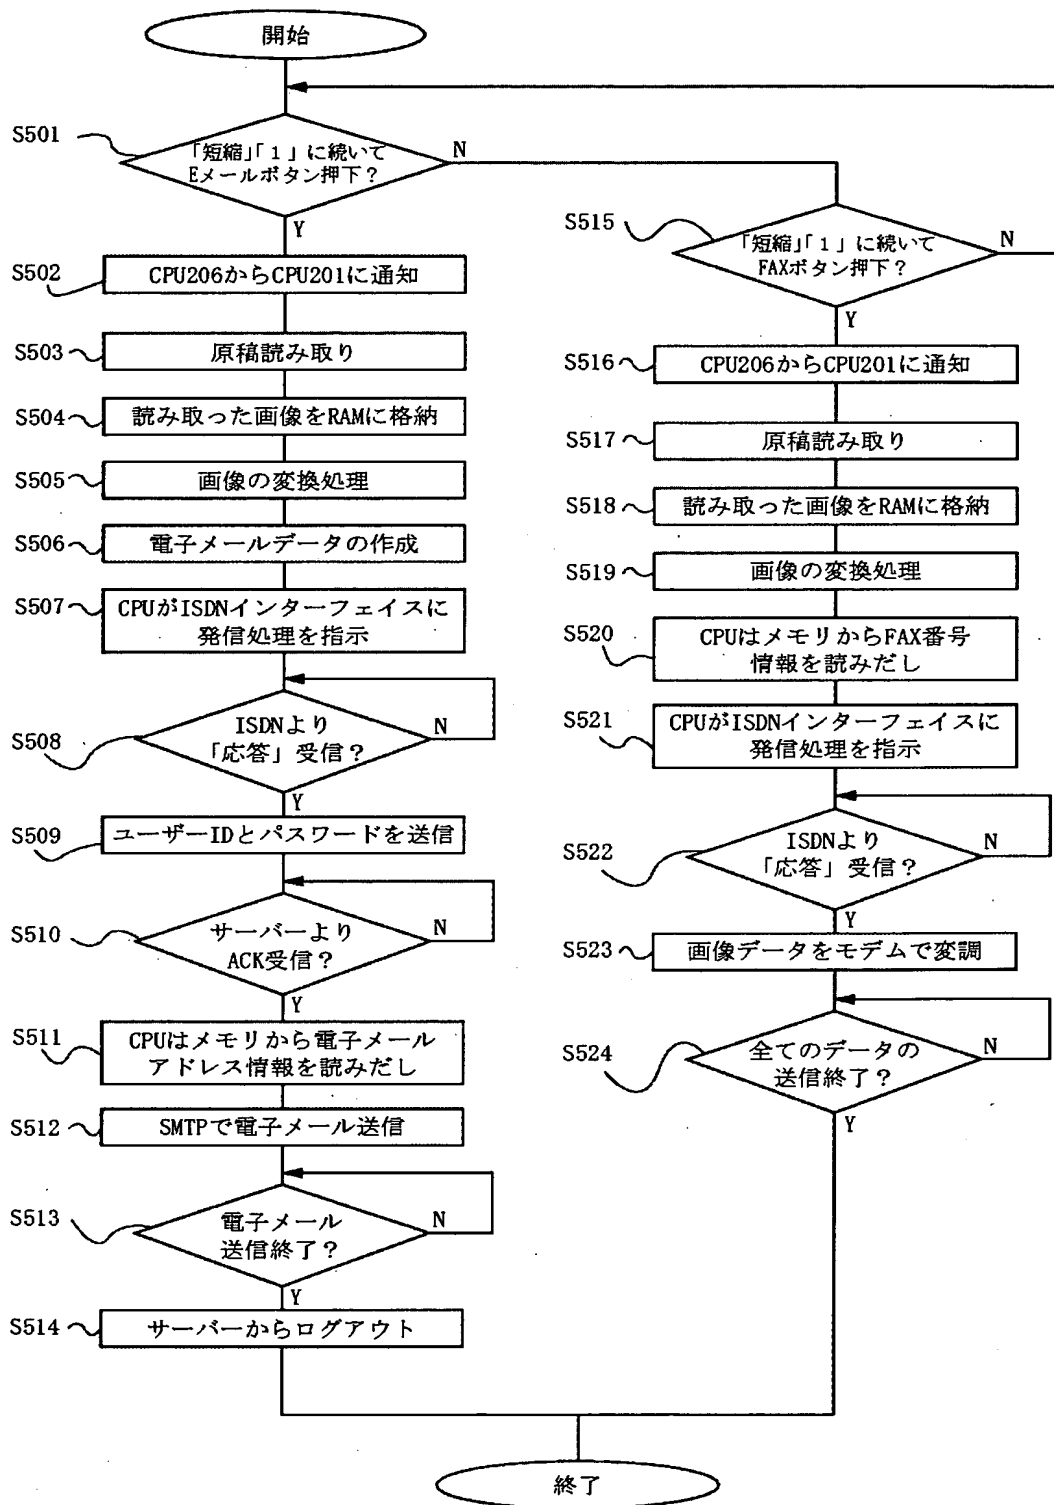 開始
S501
「短縮」「1」に続いて
Eメールボタン押下？
N
Y
S502
CPU206からCPU201に通知
S503
原稿読み取り
S504
読み取った画像をRAMに格納
S505
画像の変換処理
S506
電子メールデータの作成
S507
CPUがISDNインターフェイスに
発信処理を指示
S508
ISDNより
「応答」受信？
N
Y
S509
ユーザーIDとパスワードを送信
S510
サーバーより
ACK受信？
N
Y
S511
CPUはメモリから電子メール
アドレス情報を読みだし
S512
SMTPで電子メール送信
S513
電子メール
送信終了？
N
Y
S514
サーバーからログアウト
S515
「短縮」「1」に続いて
FAXボタン押下？
N
Y
S516
CPU206からCPU201に通知
S517
原稿読み取り
S518
読み取った画像をRAMに格納
S519
画像の変換処理
S520
CPUはメモリからFAX番号
情報を読みだし
S521
CPUがISDNインターフェイスに
発信処理を指示
S522
ISDNより
「応答」受信？
N
Y
S523
画像データをモデムで変調
S524
全てのデータの
送信終了？
N
Y
終了